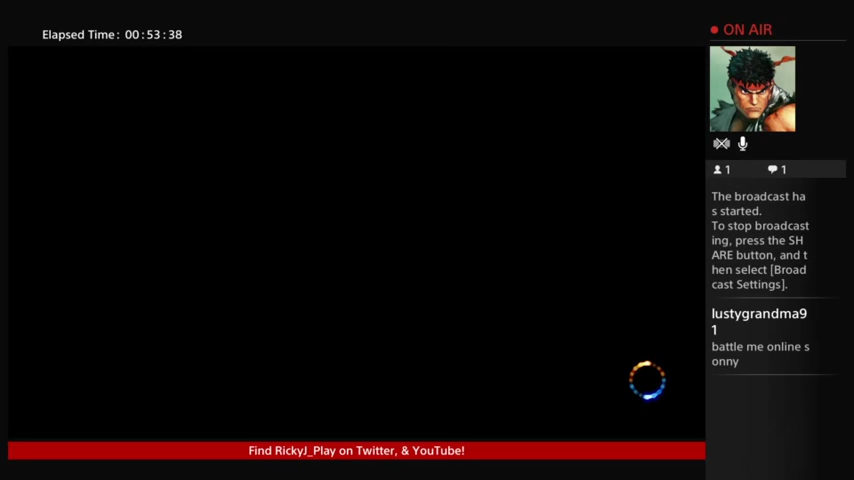 Elapsed Time: 00:53:38
ON AIR
1 1
The broadcast ha
s started.
To stop broadcast
ing, press the SH
ARE button, and t
hen select [Broad
cast Settings].
lustygrandma9
1
battle me online s
onny
Find RickyJ_Play on Twitter, & YouTube!